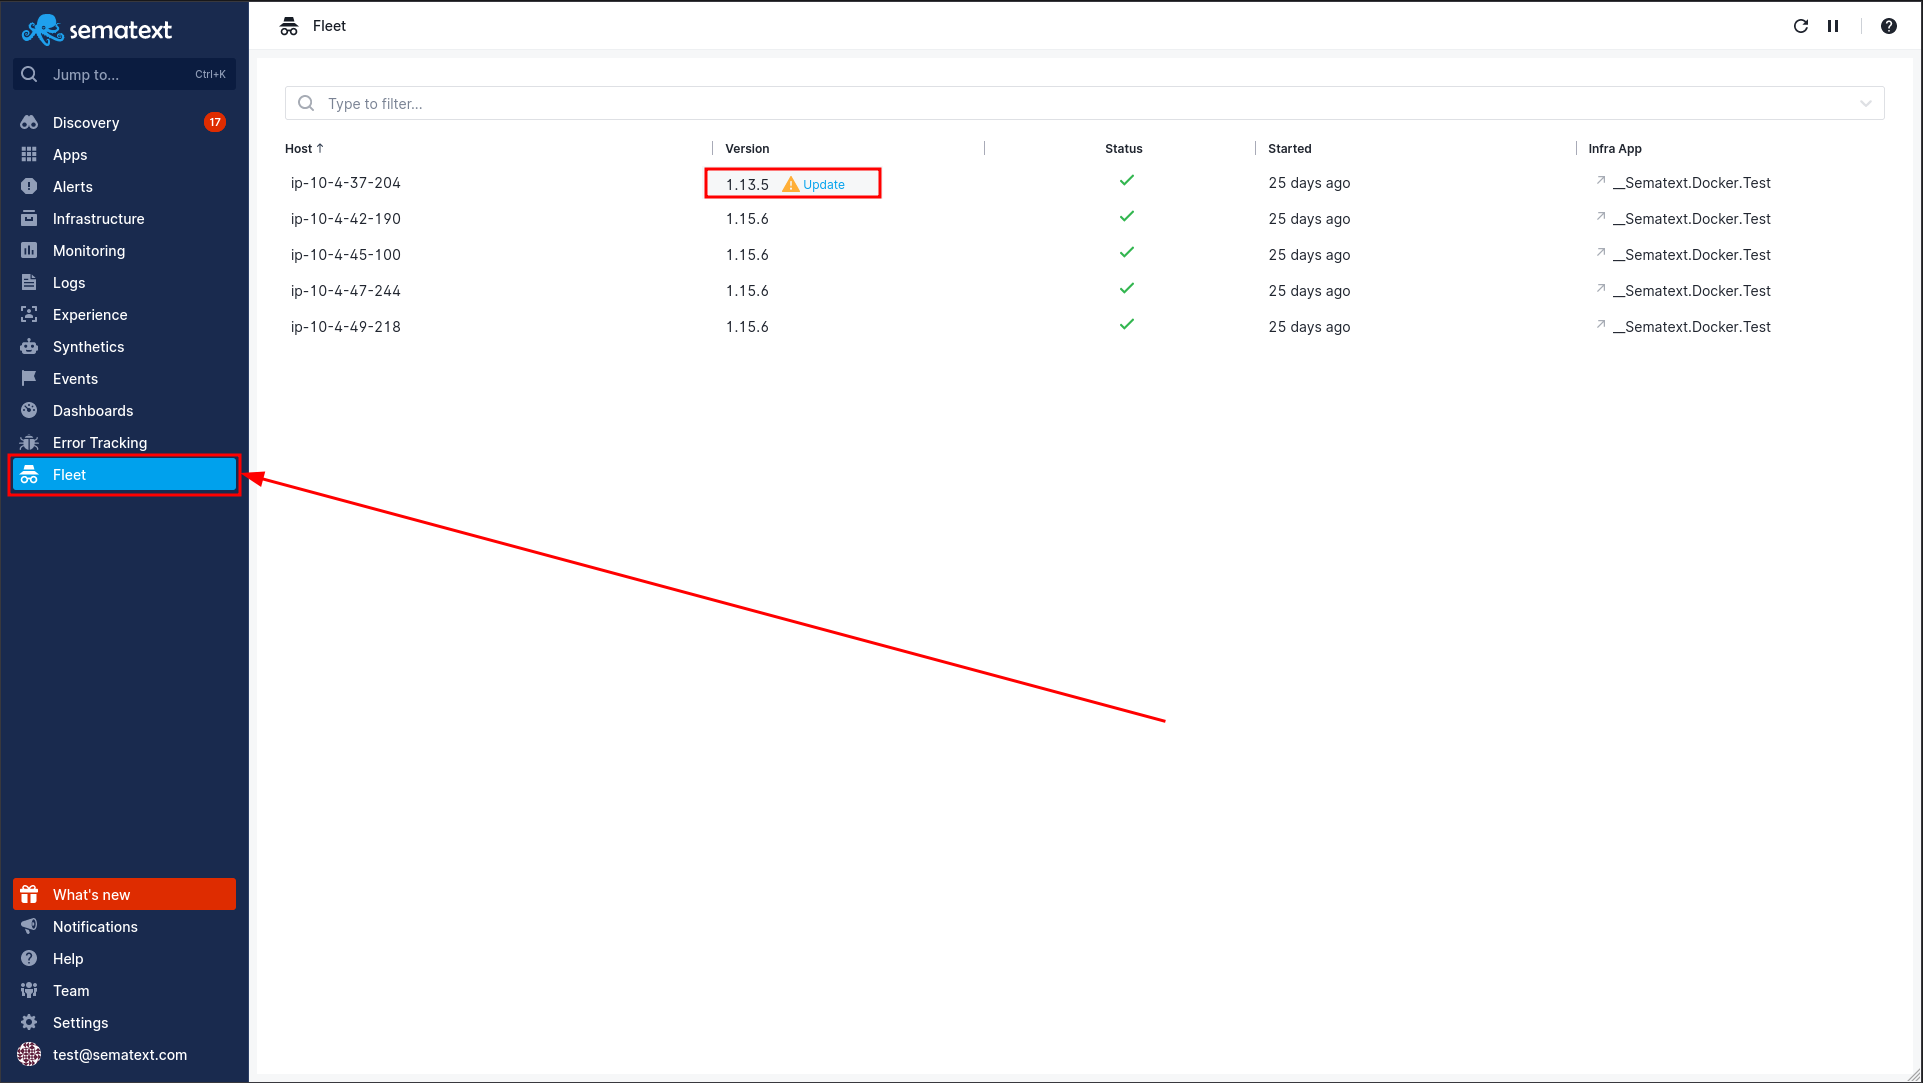 sematext
Jump to... Ctrl+K
Discovery 17
Apps
Alerts
Infrastructure
Monitoring
Logs
Experience
Synthetics
Events
Dashboards
Error Tracking
Fleet
What's new
Notifications
Help
Team
Settings
test@sematext.com
Fleet
Type to filter...
Host ↑ Version Status Started Infra App
ip-10-4-37-204 1.13.5 Update 25 days ago __Sematext.Docker.Test
ip-10-4-42-190 1.15.6 25 days ago __Sematext.Docker.Test
ip-10-4-45-100 1.15.6 25 days ago __Sematext.Docker.Test
ip-10-4-47-244 1.15.6 25 days ago __Sematext.Docker.Test
ip-10-4-49-218 1.15.6 25 days ago __Sematext.Docker.Test